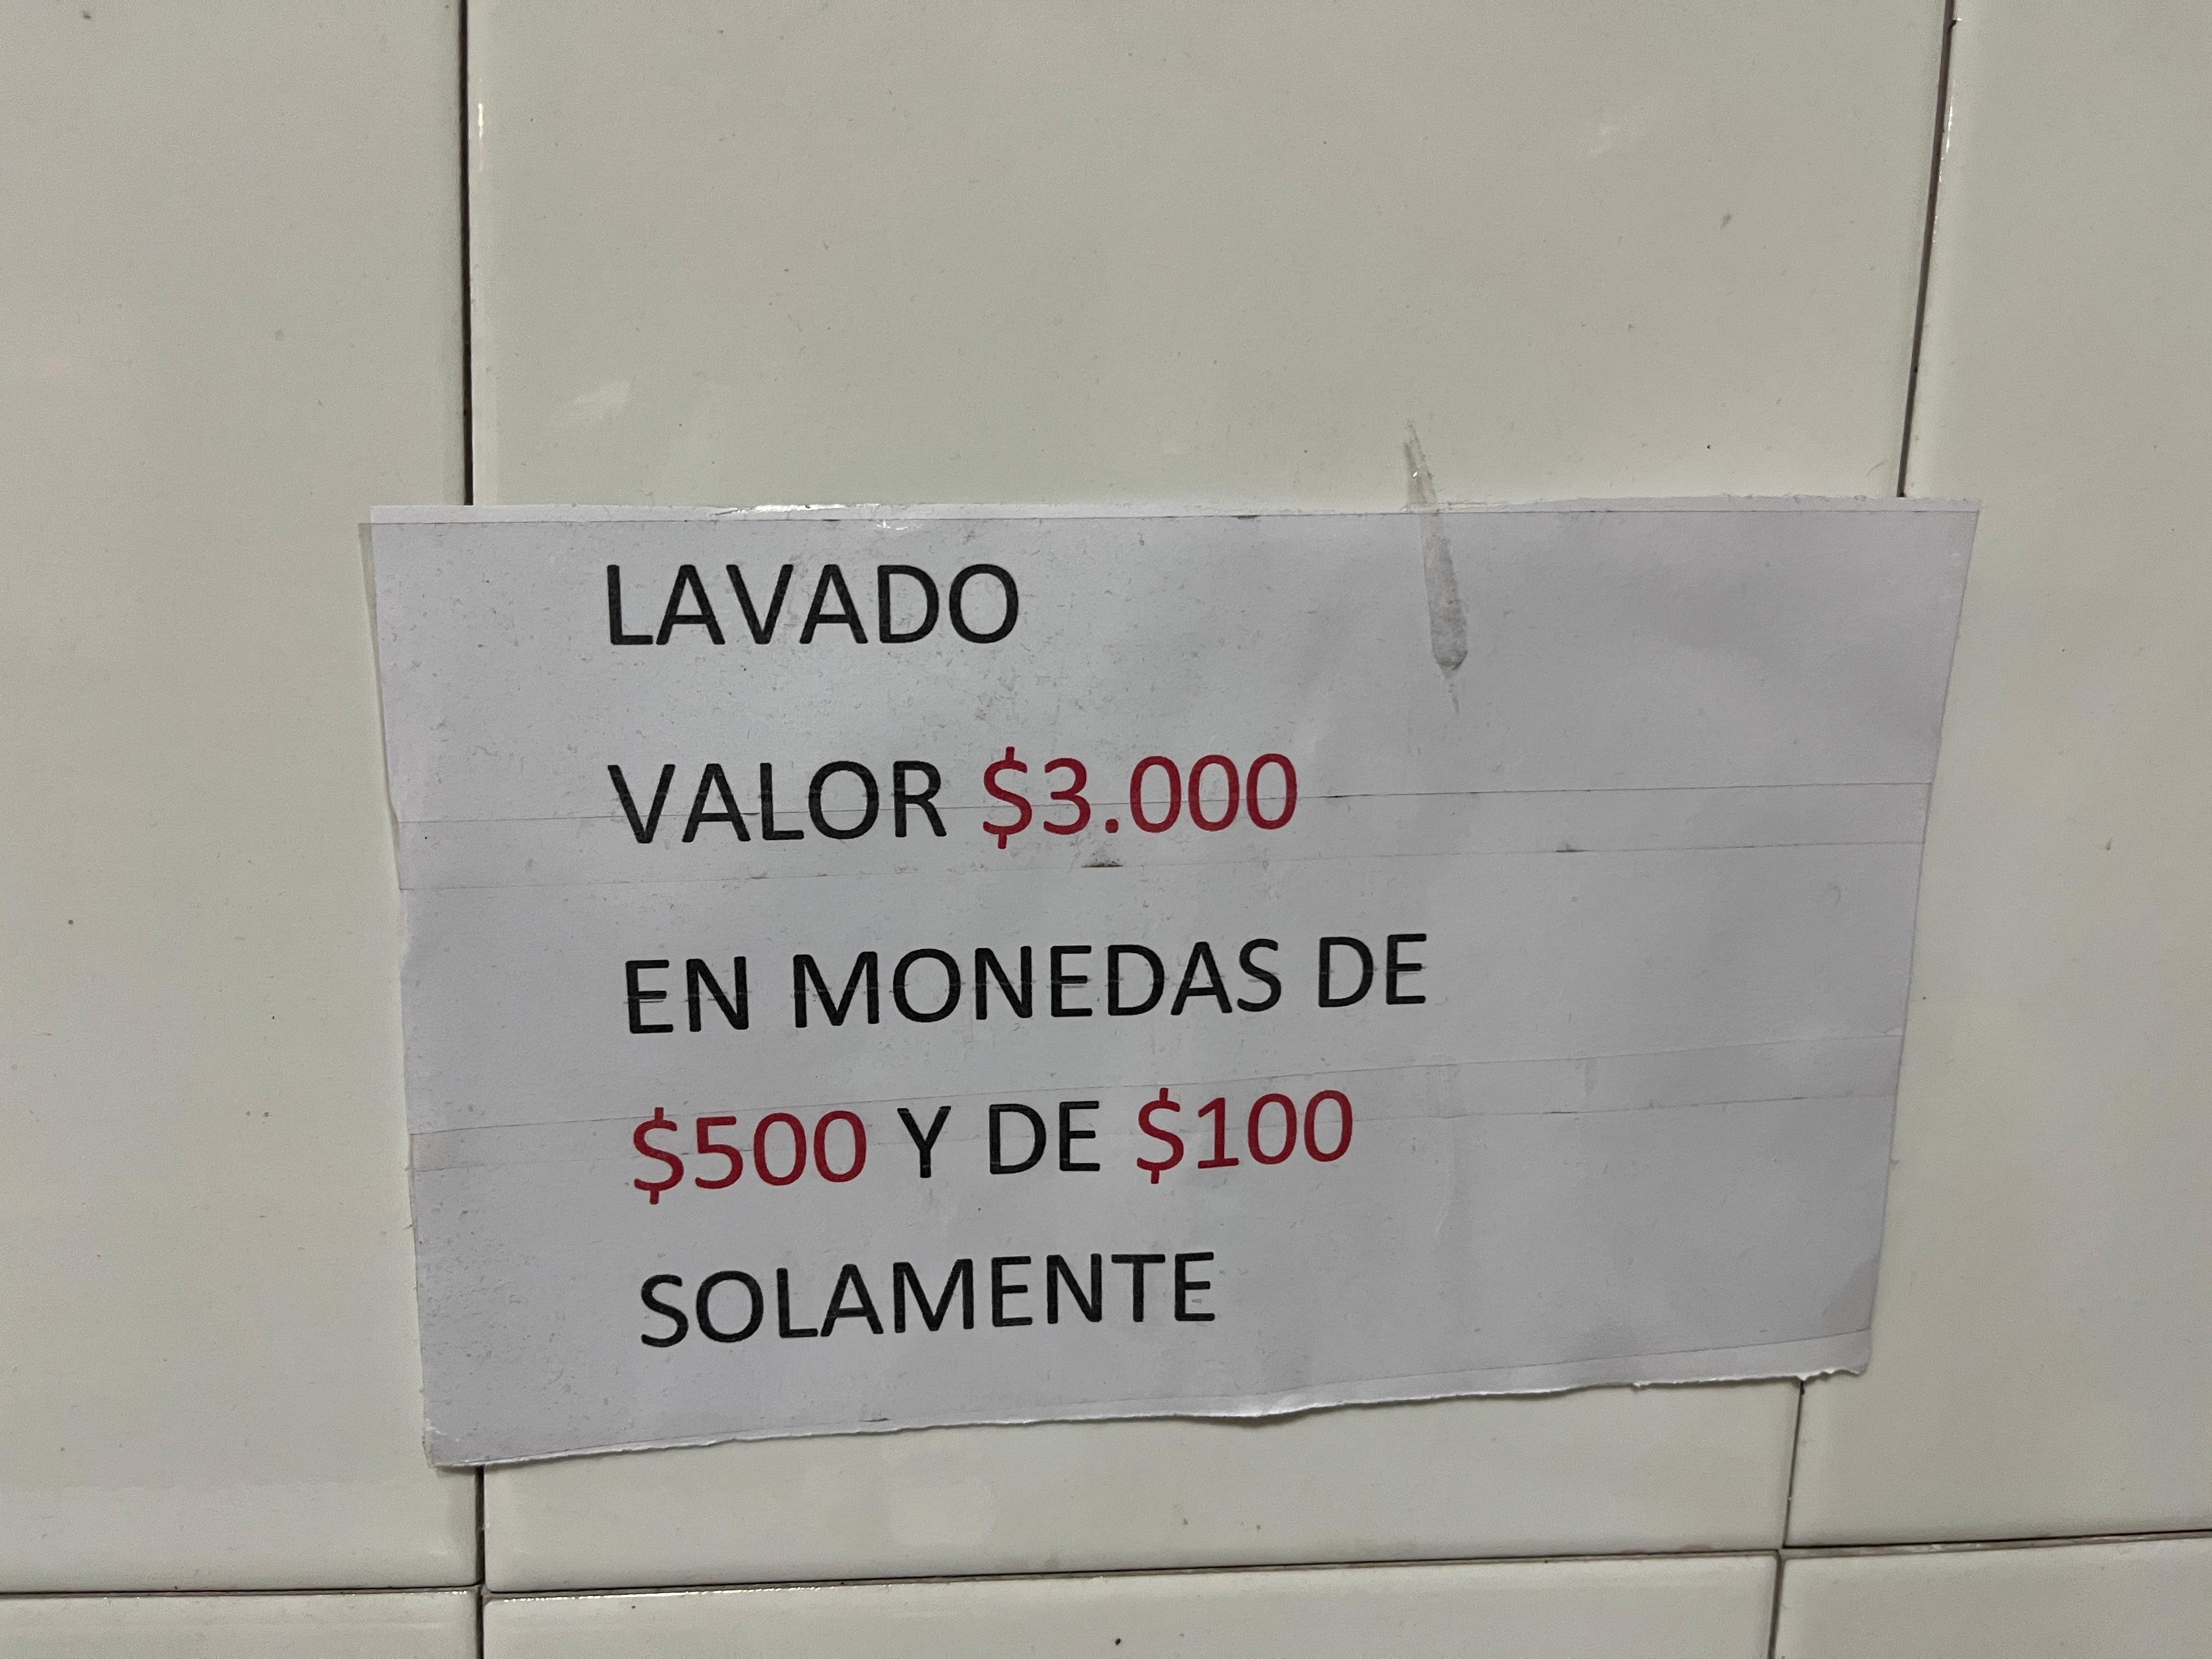 LAVADO
VALOR $3.000
EN MONEDAS DE
$500 Y DE $100
SOLAMENTE